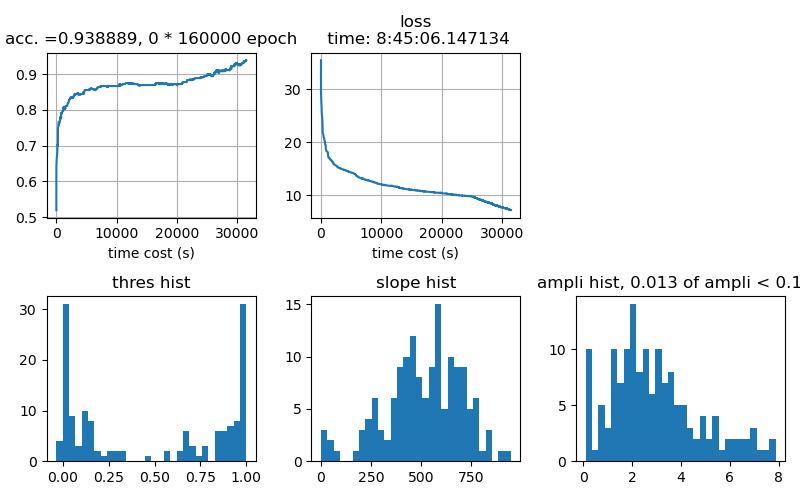 acc. =0.938889, 0 * 160000 epoch
0.9
0.8
0.7
0.6
0.5
0 10000 20000 30000
time cost (s)
loss
time: 8:45:06.147134
30
20
10
0 10000 20000 30000
time cost (s)
thres hist
30
20
10
0
0.00 0.25 0.50 0.75 1.00
slope hist
15
10
5
0
0 250 500 750
ampli hist, 0.013 of ampli < 0.1
10
5
0
2 4 6 8